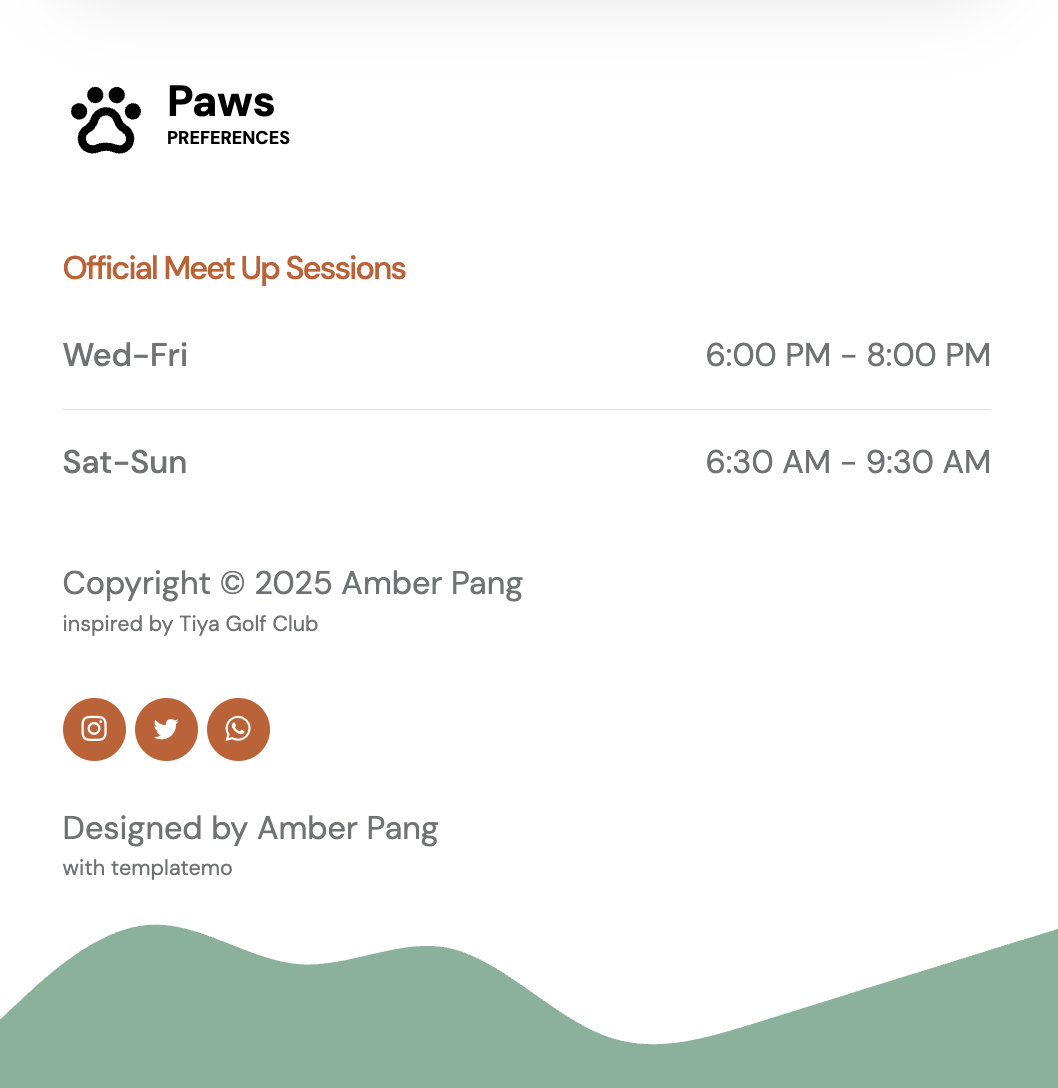 Paws
PREFERENCES
Official Meet Up Sessions
Wed-Fri 6:00 PM - 8:00 PM
Sat-Sun 6:30 AM - 9:30 AM
Copyright © 2025 Amber Pang
inspired by Tiya Golf Club
Designed by Amber Pang
with templatemo